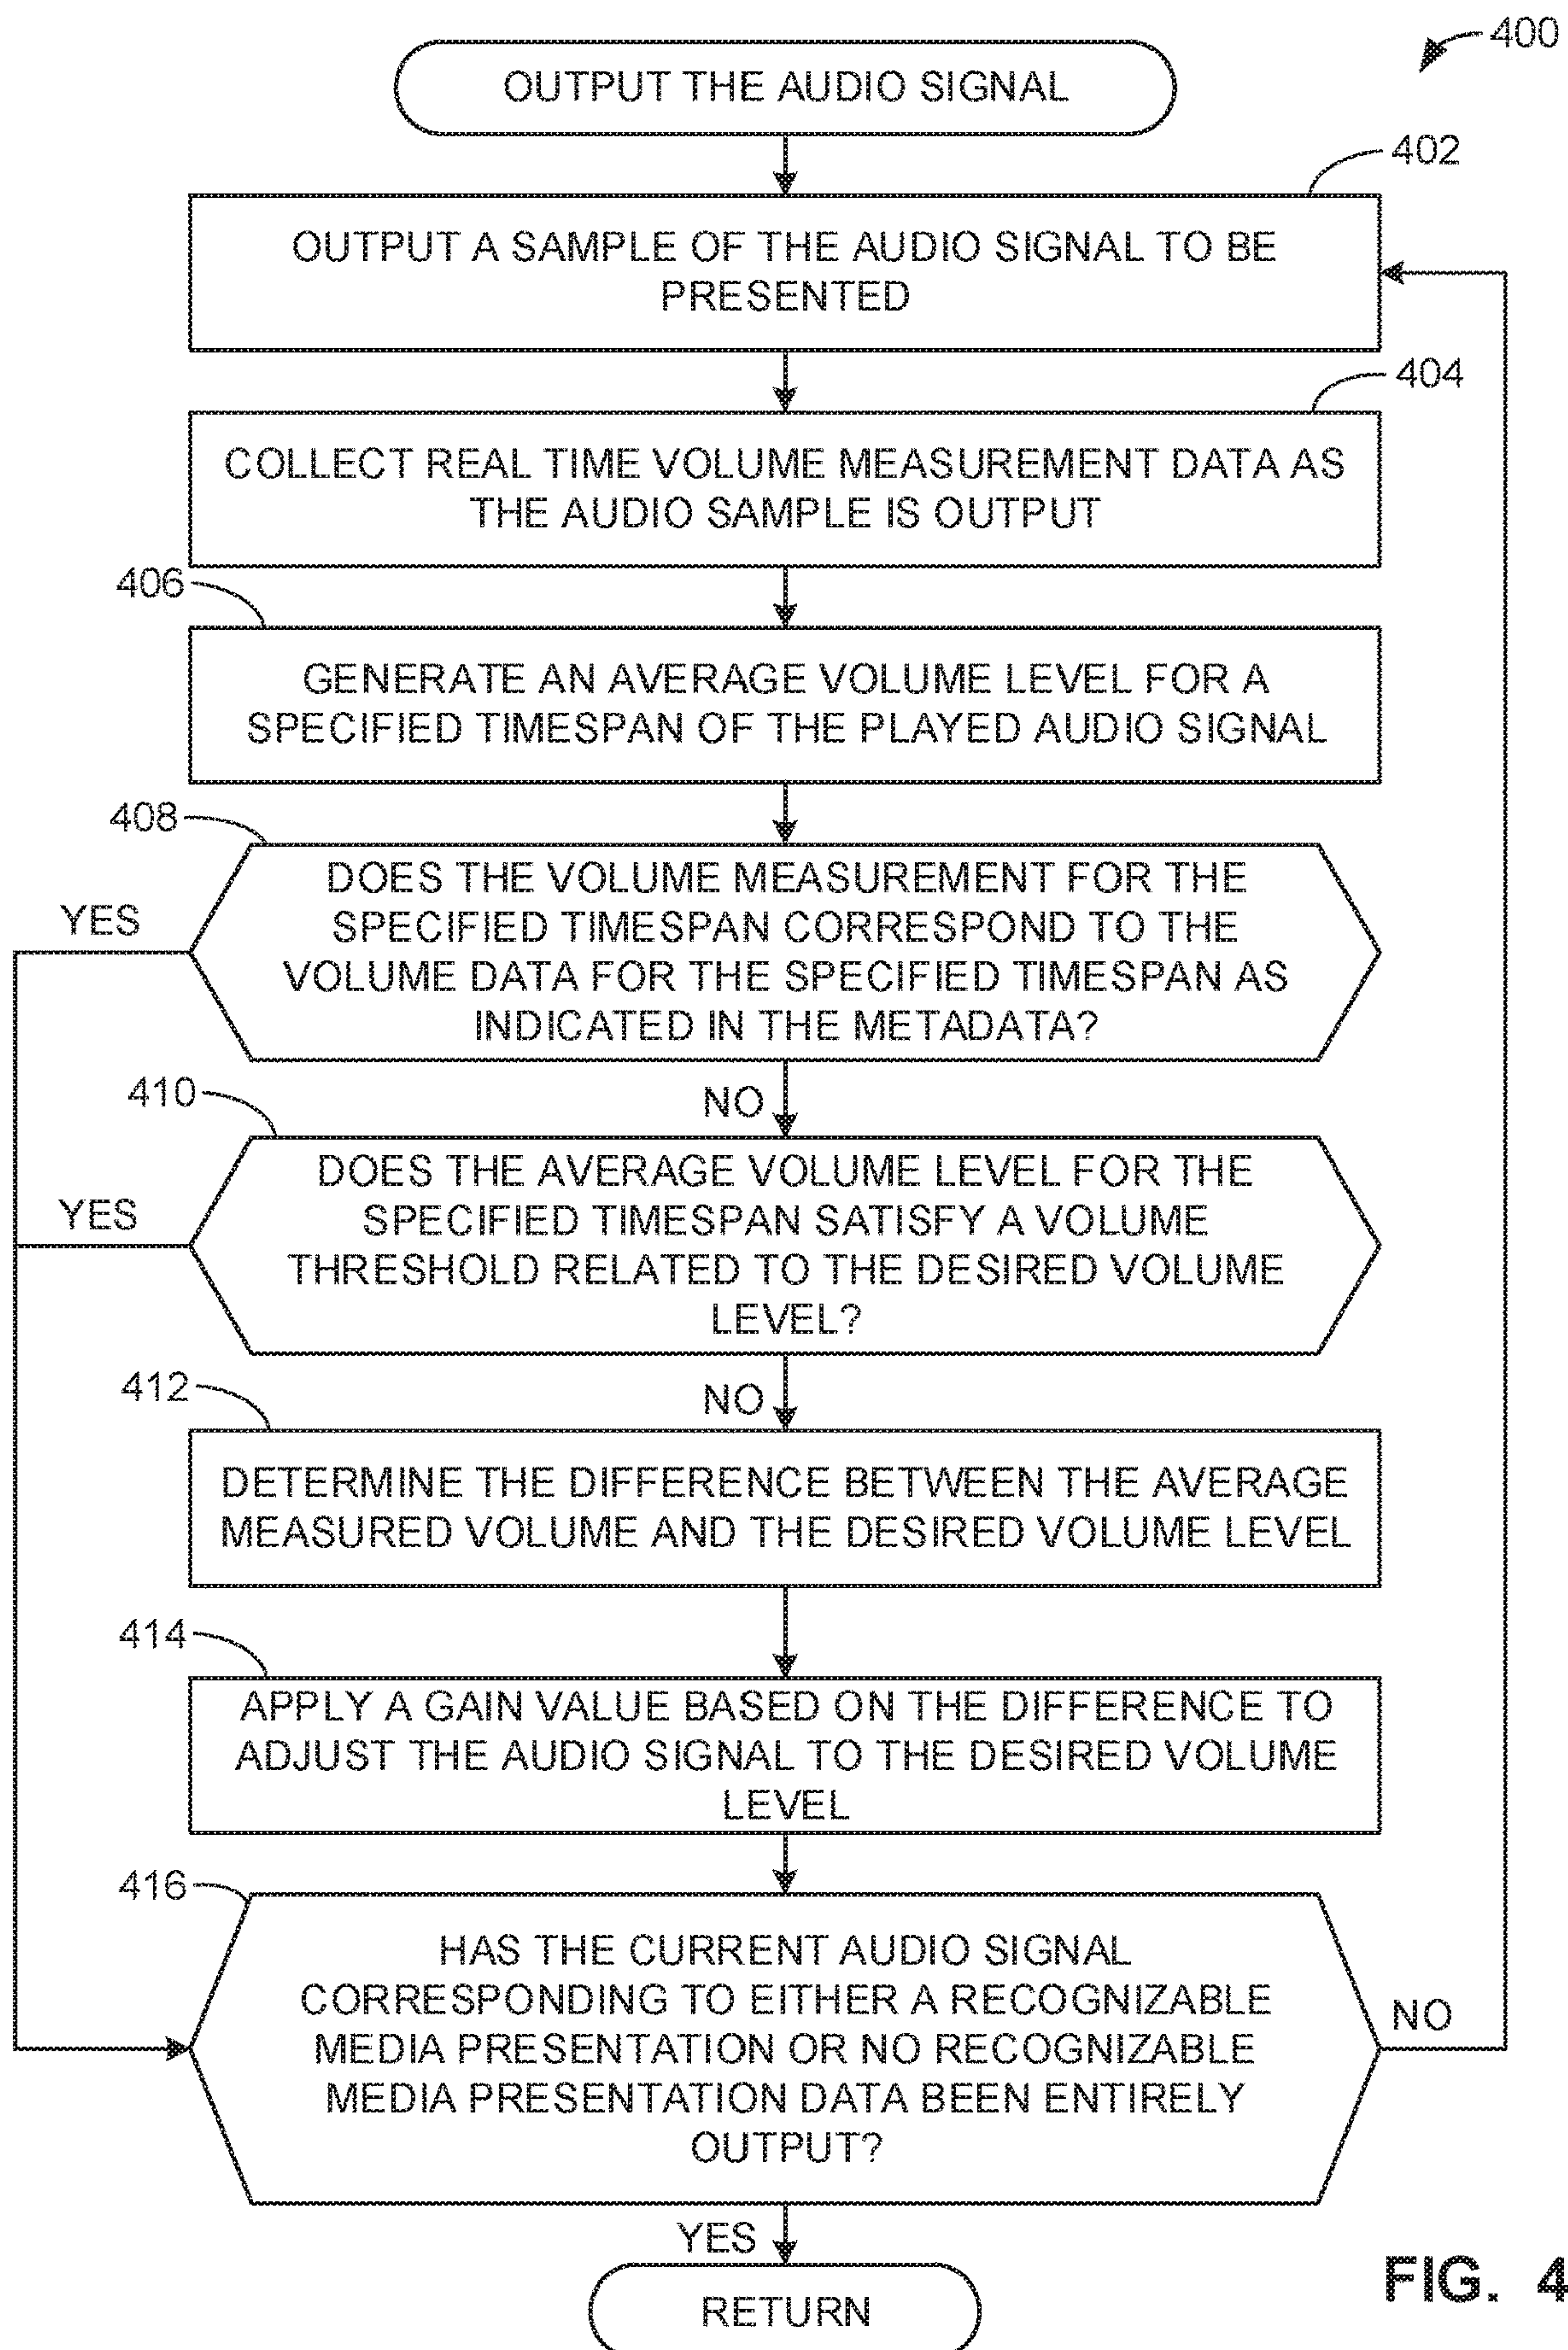 400
OUTPUT THE AUDIO SIGNAL
402
OUTPUT A SAMPLE OF THE AUDIO SIGNAL TO BE
PRESENTED
404
COLLECT REAL TIME VOLUME MEASUREMENT DATA AS
THE AUDIO SAMPLE IS OUTPUT
406
GENERATE AN AVERAGE VOLUME LEVEL FOR A
SPECIFIED TIMESPAN OF THE PLAYED AUDIO SIGNAL
408
DOES THE VOLUME MEASUREMENT FOR THE
SPECIFIED TIMESPAN CORRESPOND TO THE
VOLUME DATA FOR THE SPECIFIED TIMESPAN AS
INDICATED IN THE METADATA?
YES
NO
410
DOES THE AVERAGE VOLUME LEVEL FOR THE
SPECIFIED TIMESPAN SATISFY A VOLUME
THRESHOLD RELATED TO THE DESIRED VOLUME
LEVEL?
YES
NO
412
DETERMINE THE DIFFERENCE BETWEEN THE AVERAGE
MEASURED VOLUME AND THE DESIRED VOLUME LEVEL
414
APPLY A GAIN VALUE BASED ON THE DIFFERENCE TO
ADJUST THE AUDIO SIGNAL TO THE DESIRED VOLUME
LEVEL
416
HAS THE CURRENT AUDIO SIGNAL
CORRESPONDING TO EITHER A RECOGNIZABLE
MEDIA PRESENTATION OR NO RECOGNIZABLE
MEDIA PRESENTATION DATA BEEN ENTIRELY
OUTPUT?
NO
YES
RETURN
FIG. 4